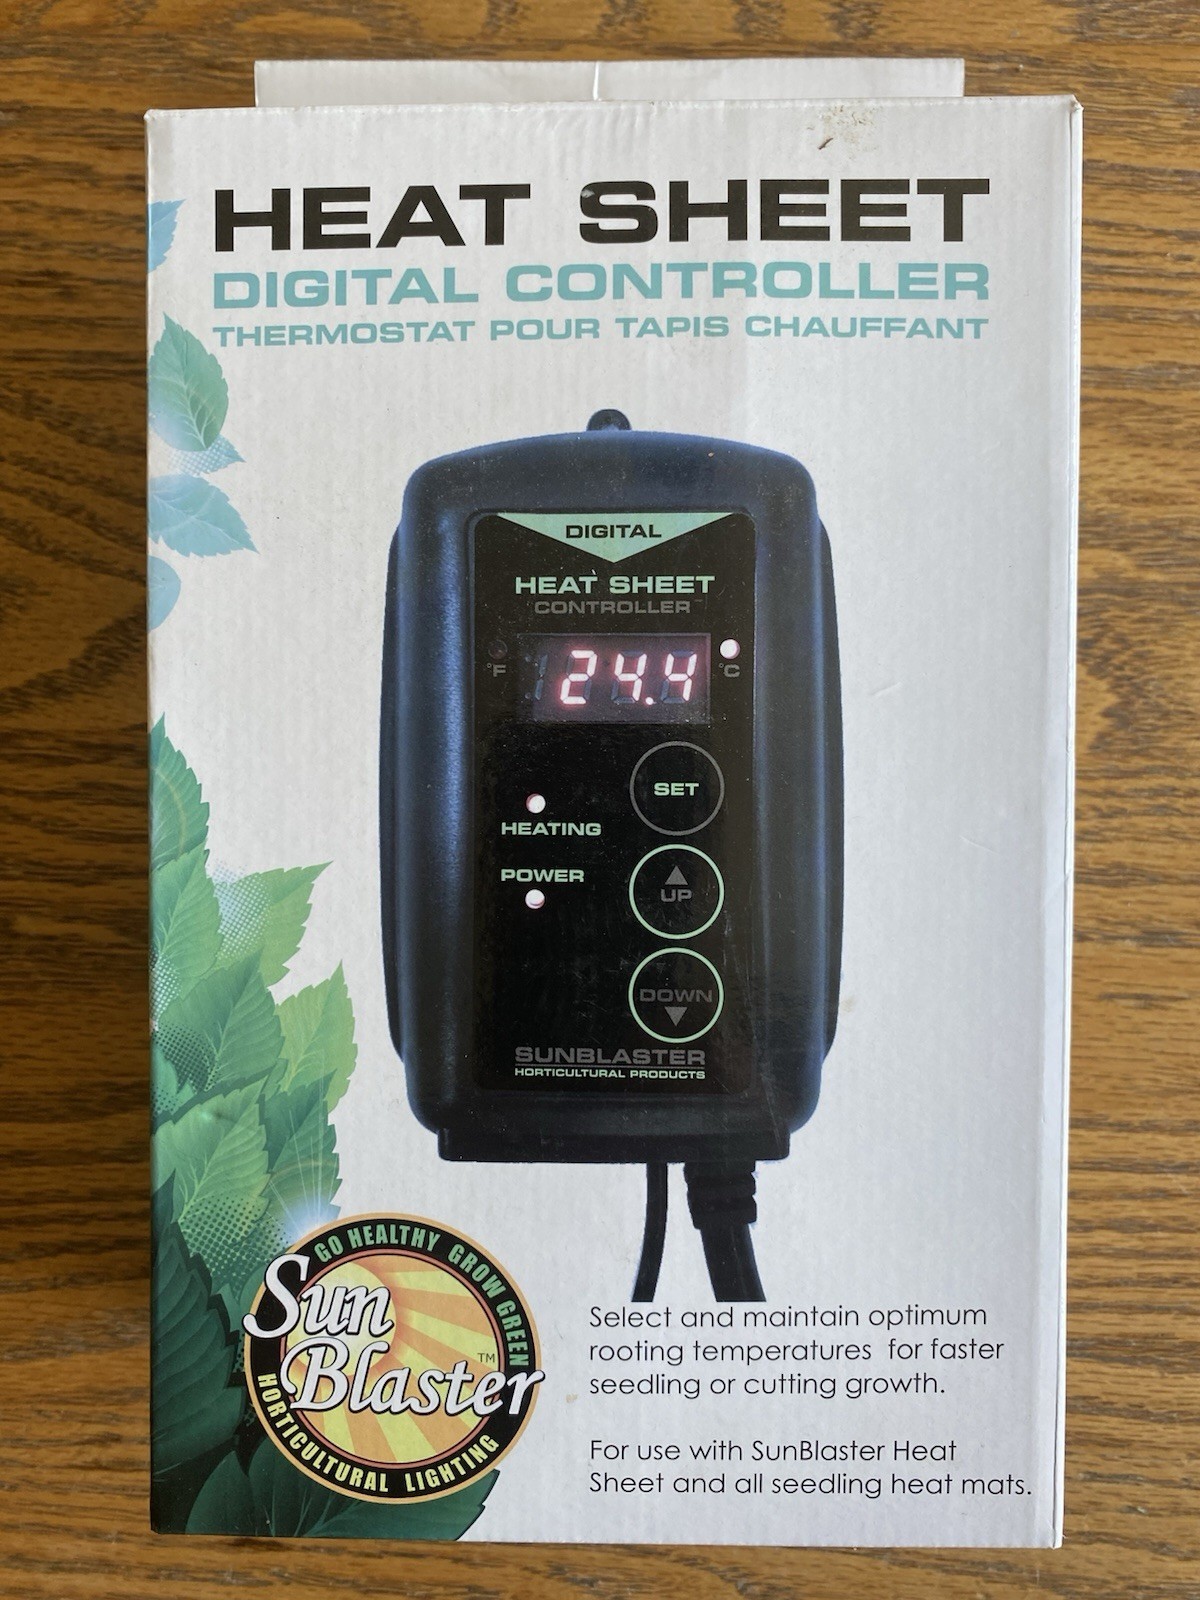 HEAT SHEET
DIGITAL CONTROLLER
THERMOSTAT POUR TAPIS CHAUFFANT
DIGITAL
HEAT SHEET
CONTROLLER
°F
24.4
°C
SET
HEATING
POWER
UP
DOWN
SUNBLASTER
HORTICULTURAL PRODUCTS
GO HEALTHY GROW GREEN
Sun
Blaster™
HORTICULTURAL LIGHTING
Select and maintain optimum
rooting temperatures for faster
seedling or cutting growth.
For use with SunBlaster Heat
Sheet and all seedling heat mats.